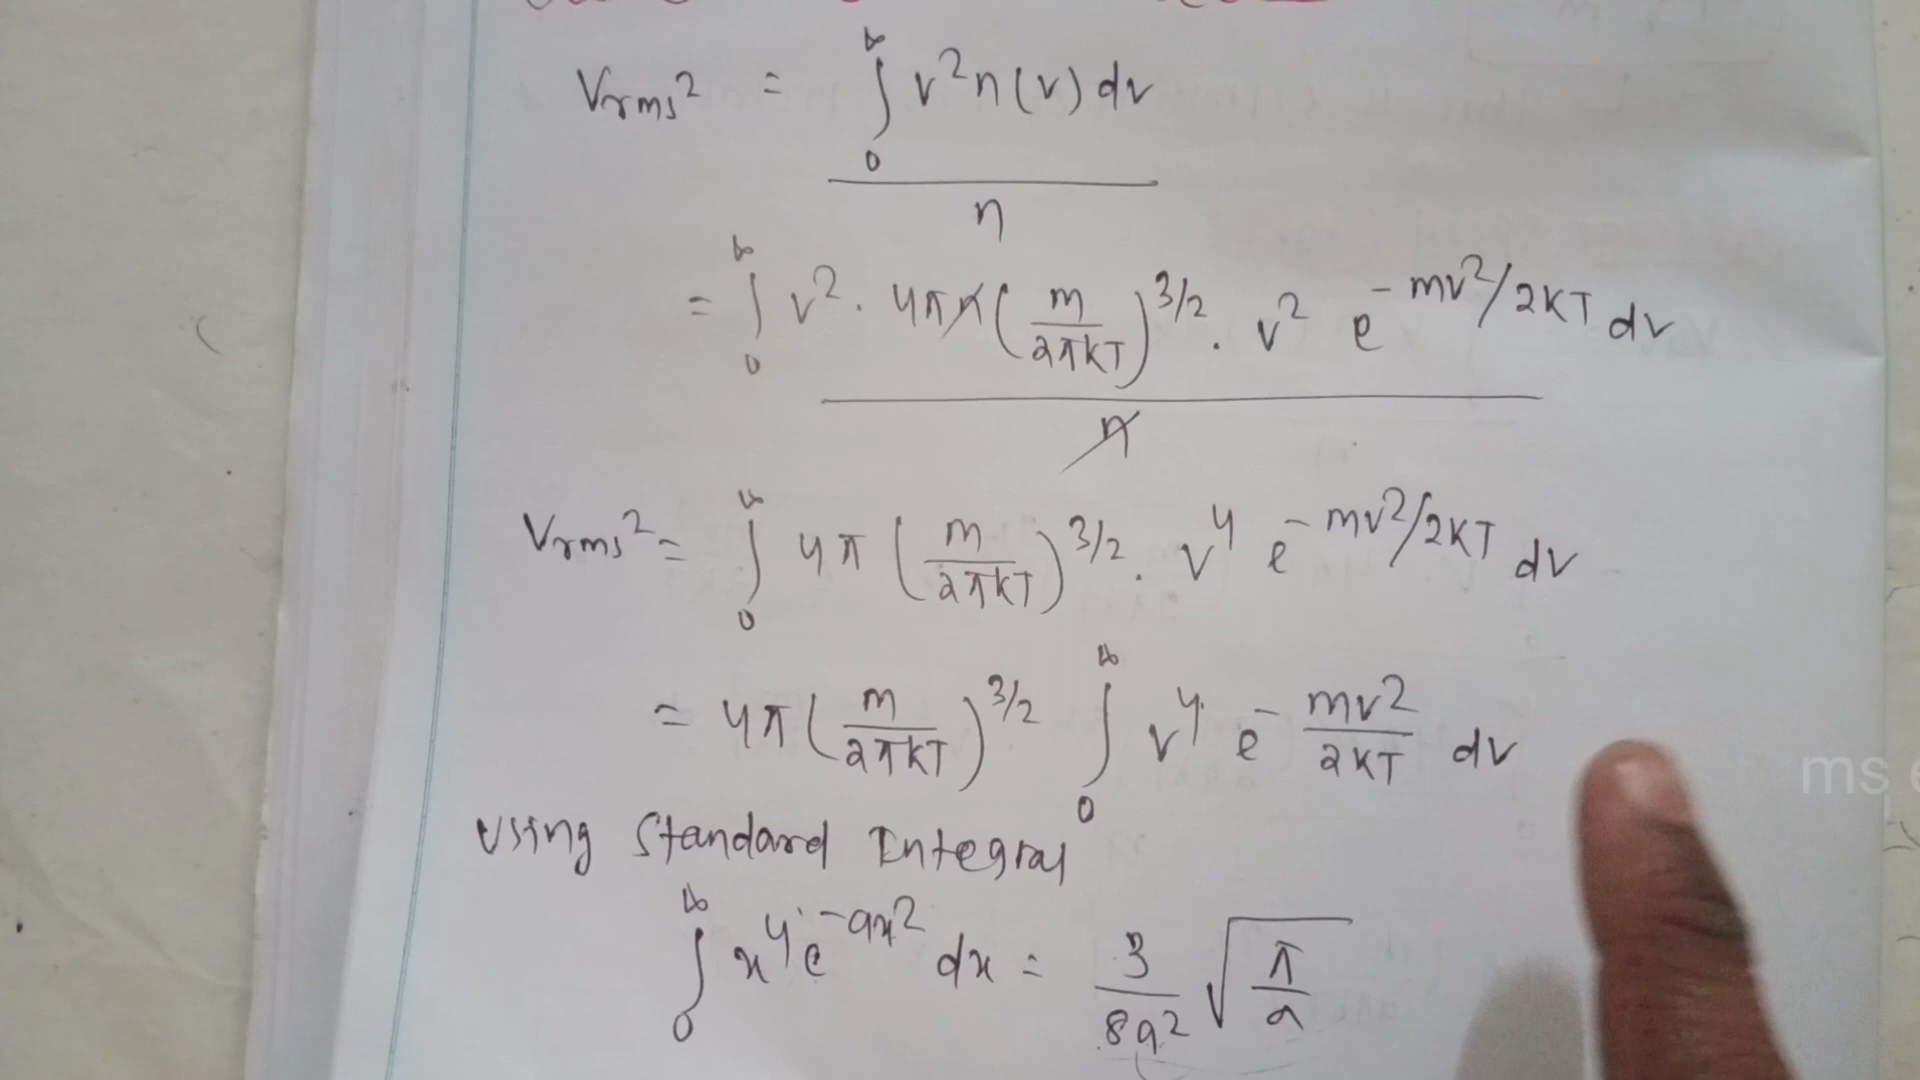 Vrms² = ∫₀^∞ v² n(v) dv / n
= ∫₀^∞ v² · 4πn (m/2πkT)^3/2 · v² e^-mv²/2KT dv / n
Vrms² = ∫₀^∞ 4π (m/2πkT)^3/2 · v⁴ e^-mv²/2KT dv
= 4π (m/2πkT)^3/2 ∫₀^∞ v⁴ e^-mv²/2KT dv
ms
Using Standard Integral
∫₀^∞ x⁴ e^-ax² dx = 3/8a² √(π/a)